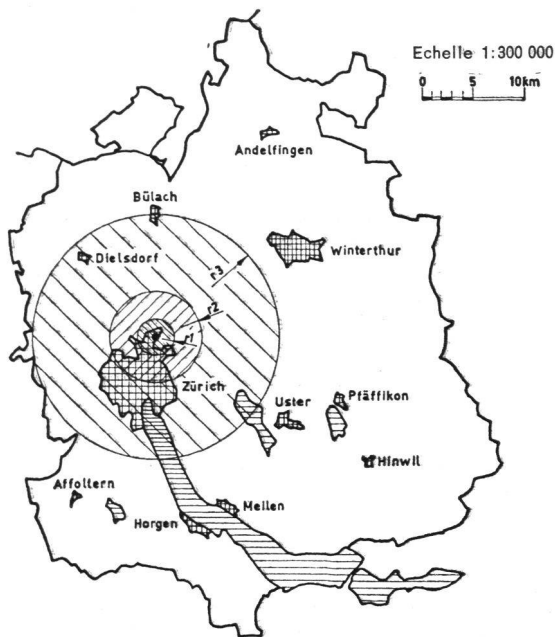 Echelle 1:300 000
0 5 10km
Andelfingen
Bülach
Winterthur
Dielsdorf
r3
r2
r1
Zürich
Pfäffikon
Uster
Hinwil
Affoltern
Meilen
Horgen